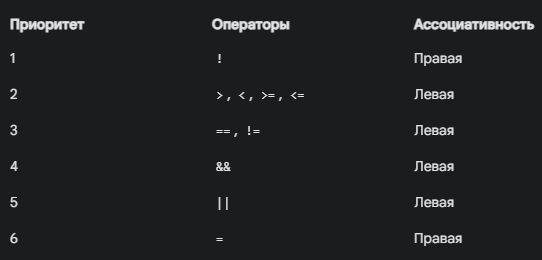 Приоритет Операторы Ассоциативность
1 ! Правая
2 >, <, >=, <= Левая
3 ==, != Левая
4 && Левая
5 || Левая
6 = Правая